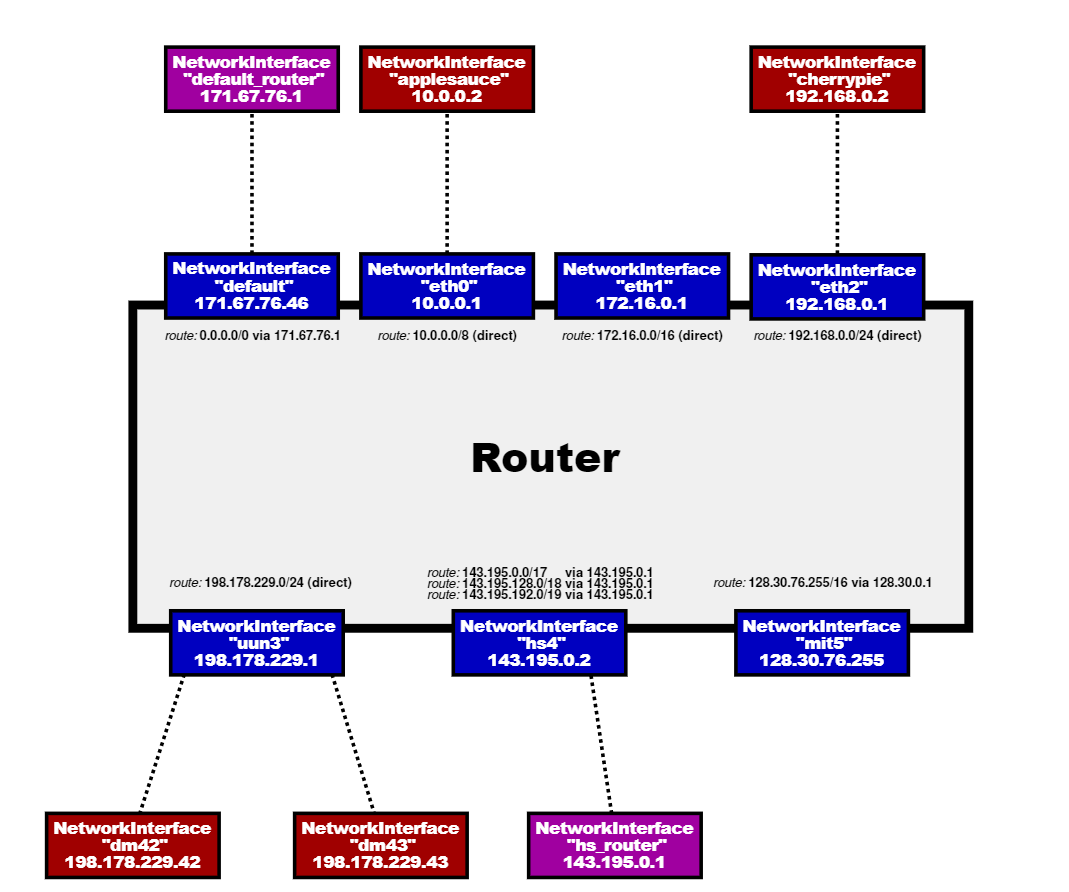 NetworkInterface
"default_router"
171.67.76.1
NetworkInterface
"applesauce"
10.0.0.2
NetworkInterface
"cherrypie"
192.168.0.2
NetworkInterface
"default"
171.67.76.46
NetworkInterface
"eth0"
10.0.0.1
NetworkInterface
"eth1"
172.16.0.1
NetworkInterface
"eth2"
192.168.0.1
route: 0.0.0.0/0 via 171.67.76.1
route: 10.0.0.0/8 (direct)
route: 172.16.0.0/16 (direct)
route: 192.168.0.0/24 (direct)
Router
route: 198.178.229.0/24 (direct)
route: 143.195.0.0/17 via 143.195.0.1
route: 143.195.128.0/18 via 143.195.0.1
route: 143.195.192.0/19 via 143.195.0.1
route: 128.30.76.255/16 via 128.30.0.1
NetworkInterface
"uun3"
198.178.229.1
NetworkInterface
"hs4"
143.195.0.2
NetworkInterface
"mit5"
128.30.76.255
NetworkInterface
"dm42"
198.178.229.42
NetworkInterface
"dm43"
198.178.229.43
NetworkInterface
"hs_router"
143.195.0.1